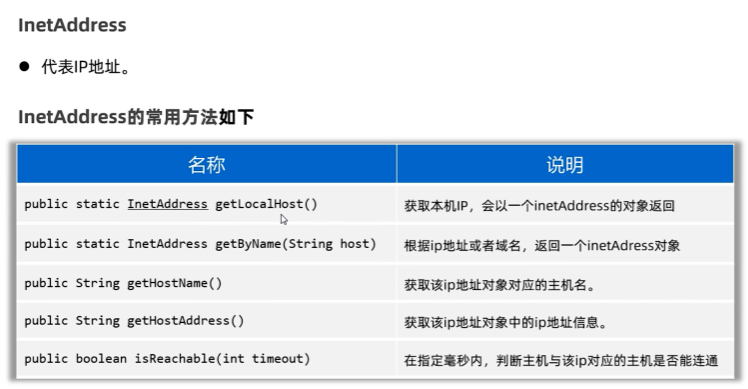 InetAddress
● 代表IP地址。
InetAddress的常用方法如下
名称 说明
public static InetAddress getLocalHost() 获取本机IP，会以一个inetAddress的对象返回
public static InetAddress getByName(String host) 根据ip地址或者域名，返回一个inetAdress对象
public String getHostName() 获取该ip地址对象对应的主机名。
public String getHostAddress() 获取该ip地址对象中的ip地址信息。
public boolean isReachable(int timeout) 在指定毫秒内，判断主机与该ip对应的主机是否能连通